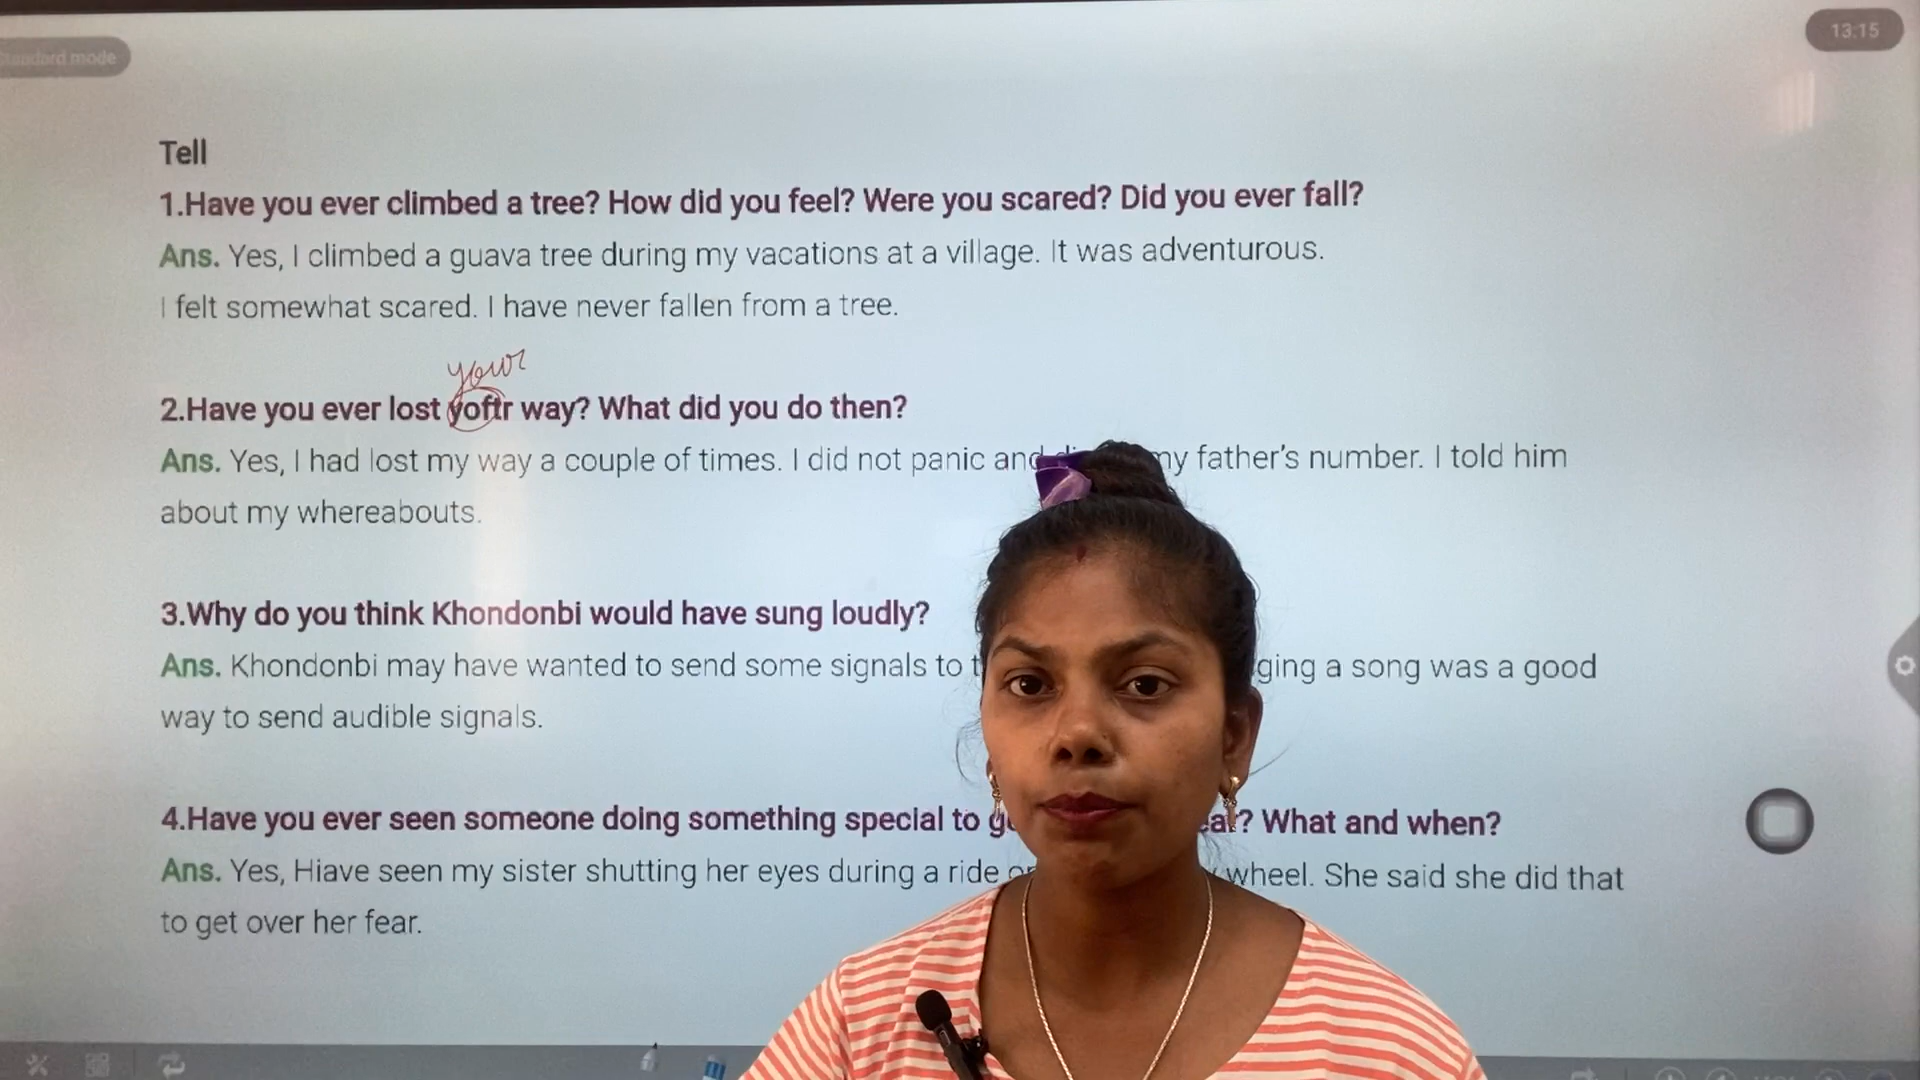 Standard mode
13:15
Tell
1.Have you ever climbed a tree? How did you feel? Were you scared? Did you ever fall?
Ans. Yes, I climbed a guava tree during my vacations at a village. It was adventurous.
I felt somewhat scared. I have never fallen from a tree.
your
2.Have you ever lost yoftr way? What did you do then?
Ans. Yes, I had lost my way a couple of times. I did not panic and my father's number. I told him
about my whereabouts.
3.Why do you think Khondonbi would have sung loudly?
Ans. Khondonbi may have wanted to send some signals to a song was a good
way to send audible signals.
4.Have you ever seen someone doing something special to What and when?
Ans. Yes, Hiave seen my sister shutting her eyes during a ride wheel. She said she did that
to get over her fear.